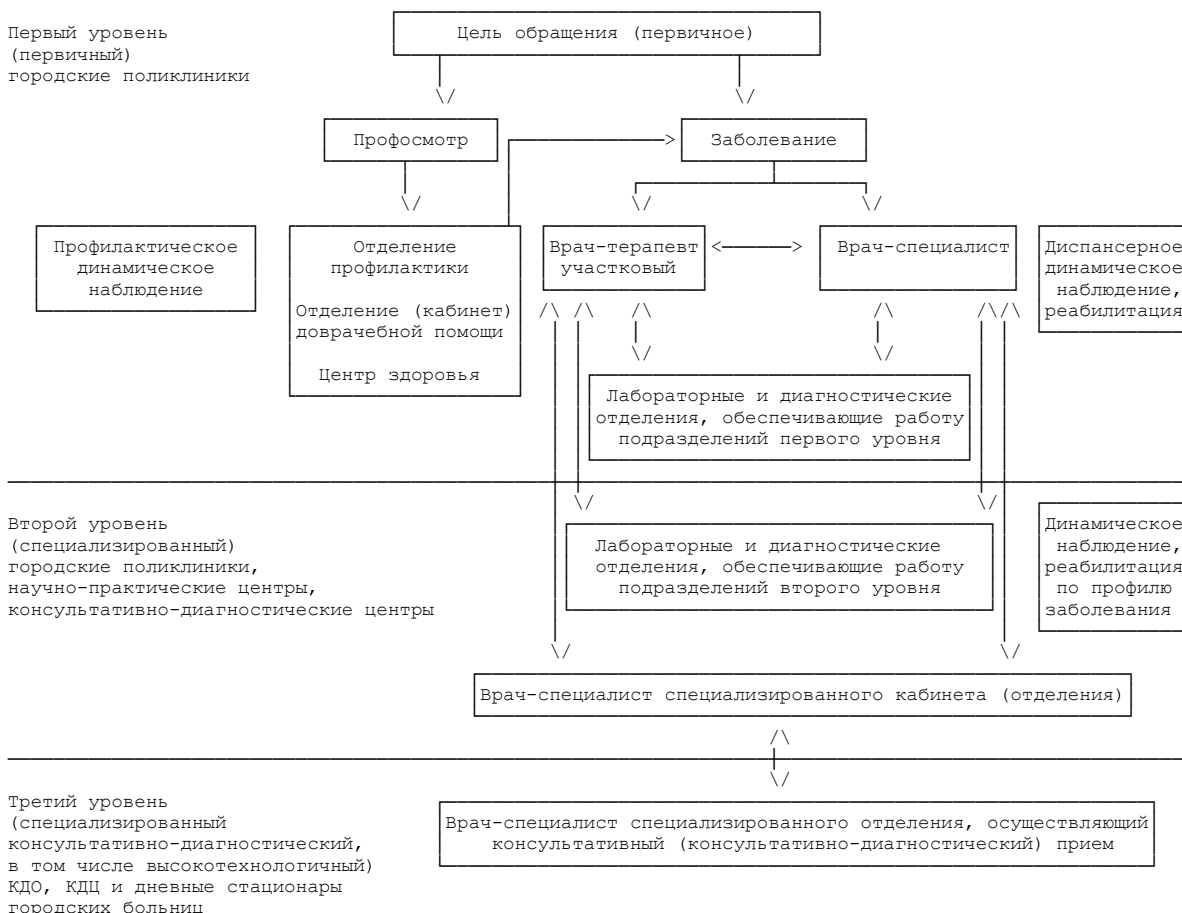 Первый уровень
(первичный)
городские поликлиники
Цель обращения (первичное)
Профосмотр
Заболевание
Профилактическое
динамическое
наблюдение
Отделение
профилактики
Отделение (кабинет)
доврачебной помощи
Центр здоровья
Врач-терапевт
участковый
Врач-специалист
Диспансерное
динамическое
наблюдение,
реабилитация
Лабораторные и диагностические
отделения, обеспечивающие работу
подразделений первого уровня
Второй уровень
(специализированный)
городские поликлиники,
научно-практические центры,
консультативно-диагностические центры
Лабораторные и диагностические
отделения, обеспечивающие работу
подразделений второго уровня
Динамическое
наблюдение,
реабилитация
по профилю
заболевания
Врач-специалист специализированного кабинета (отделения)
Третий уровень
(специализированный
консультативно-диагностический,
в том числе высокотехнологичный)
КДО, КДЦ и дневные стационары
городских больниц
Врач-специалист специализированного отделения, осуществляющий
консультативный (консультативно-диагностический) прием